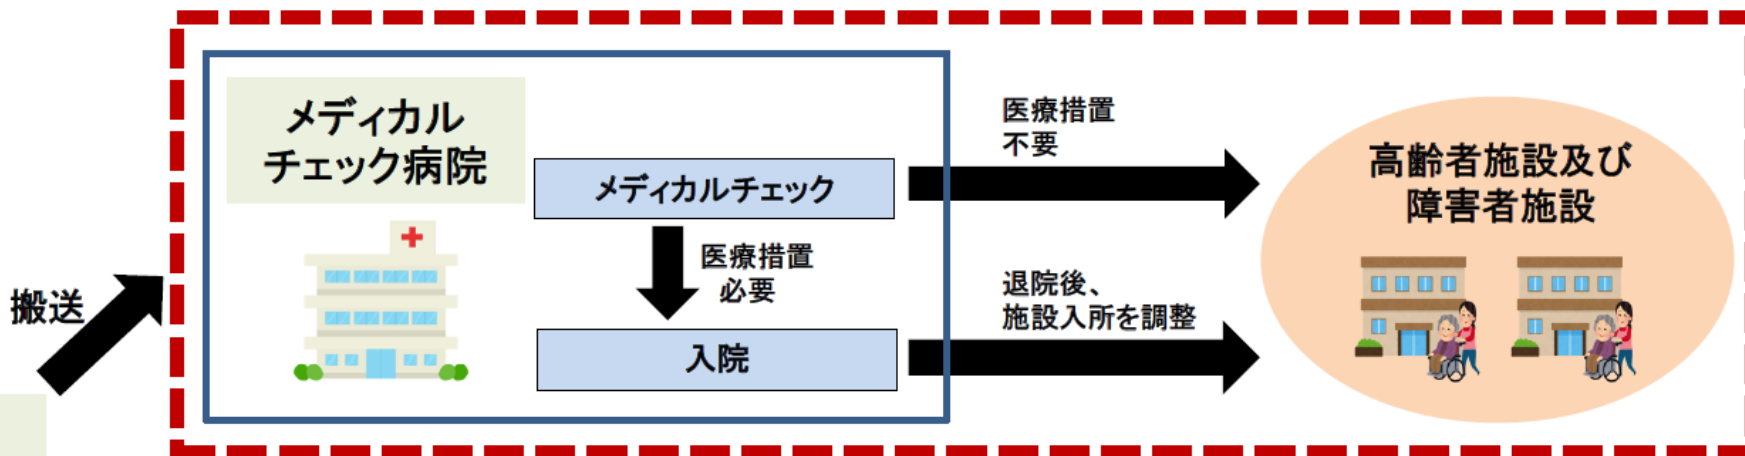 搬送
メディカル
チェック病院
メディカルチェック
医療措置
必要
入院
医療措置
不要
退院後、
施設入所を調整
高齢者施設及び
障害者施設